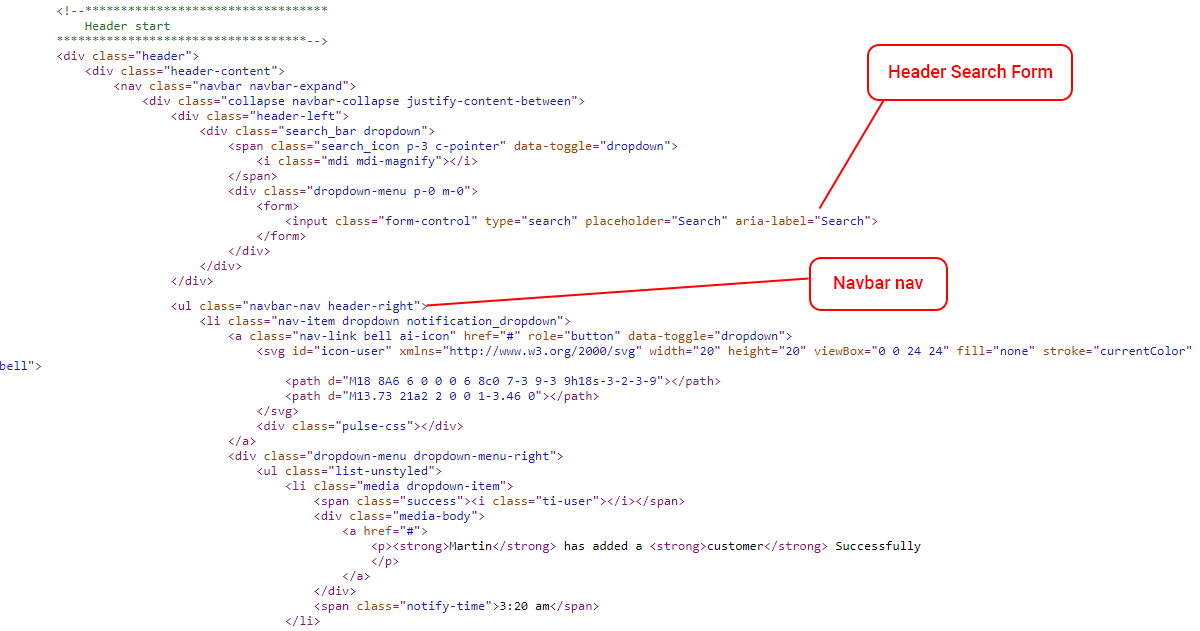 <!--**********************************
    Header start
***********************************-->
<div class="header">
    <div class="header-content">
        <nav class="navbar navbar-expand">
            <div class="collapse navbar-collapse justify-content-between">
                <div class="header-left">
                    <div class="search_bar dropdown">
                        <span class="search_icon p-3 c-pointer" data-toggle="dropdown">
                            <i class="mdi mdi-magnify"></i>
                        </span>
                        <div class="dropdown-menu p-0 m-0">
                            <form>
                                <input class="form-control" type="search" placeholder="Search" aria-label="Search">
                            </form>
                        </div>
                    </div>
                </div>
Header Search Form
                <ul class="navbar-nav header-right">
Navbar nav
                    <li class="nav-item dropdown notification_dropdown">
                        <a class="nav-link bell ai-icon" href="#" role="button" data-toggle="dropdown">
                            <svg id="icon-user" xmlns="http://www.w3.org/2000/svg" width="20" height="20" viewBox="0 0 24 24" fill="none" stroke="currentColor"
bell">
                                <path d="M18 8A6 6 0 0 0 6 8c0 7-3 9-3 9h18s-3-2-3-9"></path>
                                <path d="M13.73 21a2 2 0 0 1-3.46 0"></path>
                            </svg>
                            <div class="pulse-css"></div>
                        </a>
                        <div class="dropdown-menu dropdown-menu-right">
                            <ul class="list-unstyled">
                                <li class="media dropdown-item">
                                    <span class="success"><i class="ti-user"></i></span>
                                    <div class="media-body">
                                        <a href="#">
                                            <p><strong>Martin</strong> has added a <strong>customer</strong> Successfully
                                            </p>
                                        </a>
                                    </div>
                                    <span class="notify-time">3:20 am</span>
                                </li>